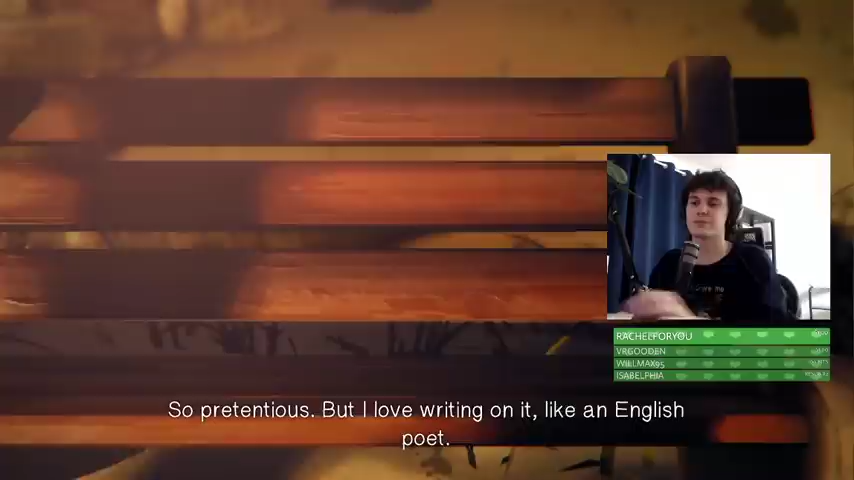 RACHELFORYOU
VRGOODEN
WILLMAX95
ISABELPHIA
So pretentious. But I love writing on it, like an English
poet.